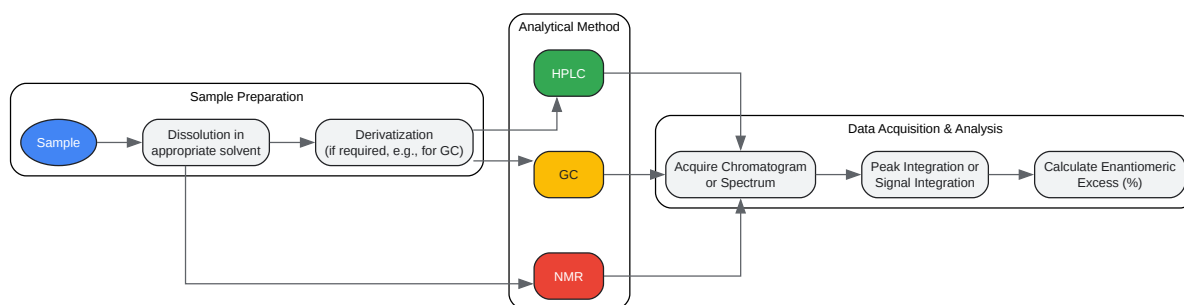 Analytical Method
HPLC
Sample Preparation
Sample
Dissolution in
appropriate solvent
Derivatization
(if required, e.g., for GC)
GC
NMR
Data Acquisition & Analysis
Acquire Chromatogram
or Spectrum
Peak Integration or
Signal Integration
Calculate Enantiomeric
Excess (%)